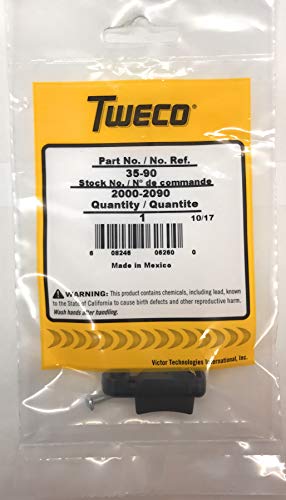 TWECO®
Part No. / No. Ref.
35-90
Stock No. / N° de commande
2000-2090
Quantity / Quantite
1 10/17
6 08246 06260 0
Made in Mexico
WARNING: This product contains chemicals, including lead, known
to the State of California to cause birth defects and other reproductive harm.
Wash hands after handling.
Victor Technologies International, Inc.